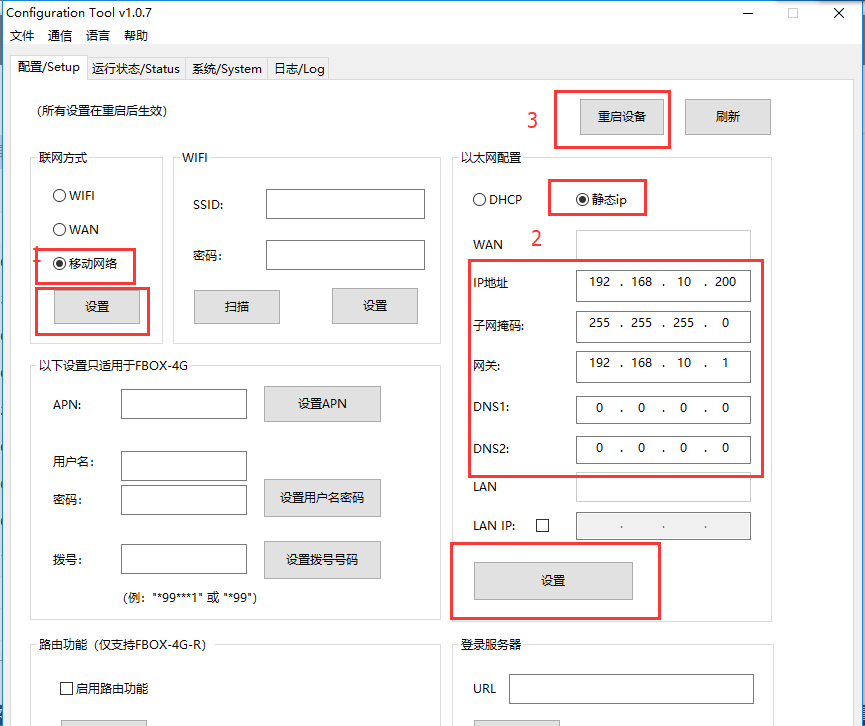 Configuration Tool v1.0.7
文件 通信 语言 帮助
配置/Setup 运行状态/Status 系统/System 日志/Log
(所有设置在重启后生效)
3
重启设备
刷新
联网方式
WIFI
WAN
1
移动网络
设置
WIFI
SSID:
密码:
扫描
设置
以太网配置
DHCP
静态ip
WAN
2
IP地址 192 . 168 . 10 . 200
子网掩码: 255 . 255 . 255 . 0
网关: 192 . 168 . 10 . 1
DNS1: 0 . 0 . 0 . 0
DNS2: 0 . 0 . 0 . 0
LAN
LAN IP: . . .
设置
以下设置只适用于FBOX-4G
APN:
设置APN
用户名:
密码:
设置用户名密码
拨号:
设置拨号号码
(例: "*99***1" 或 "*99")
路由功能 (仅支持FBOX-4G-R)
启用路由功能
登录服务器
URL